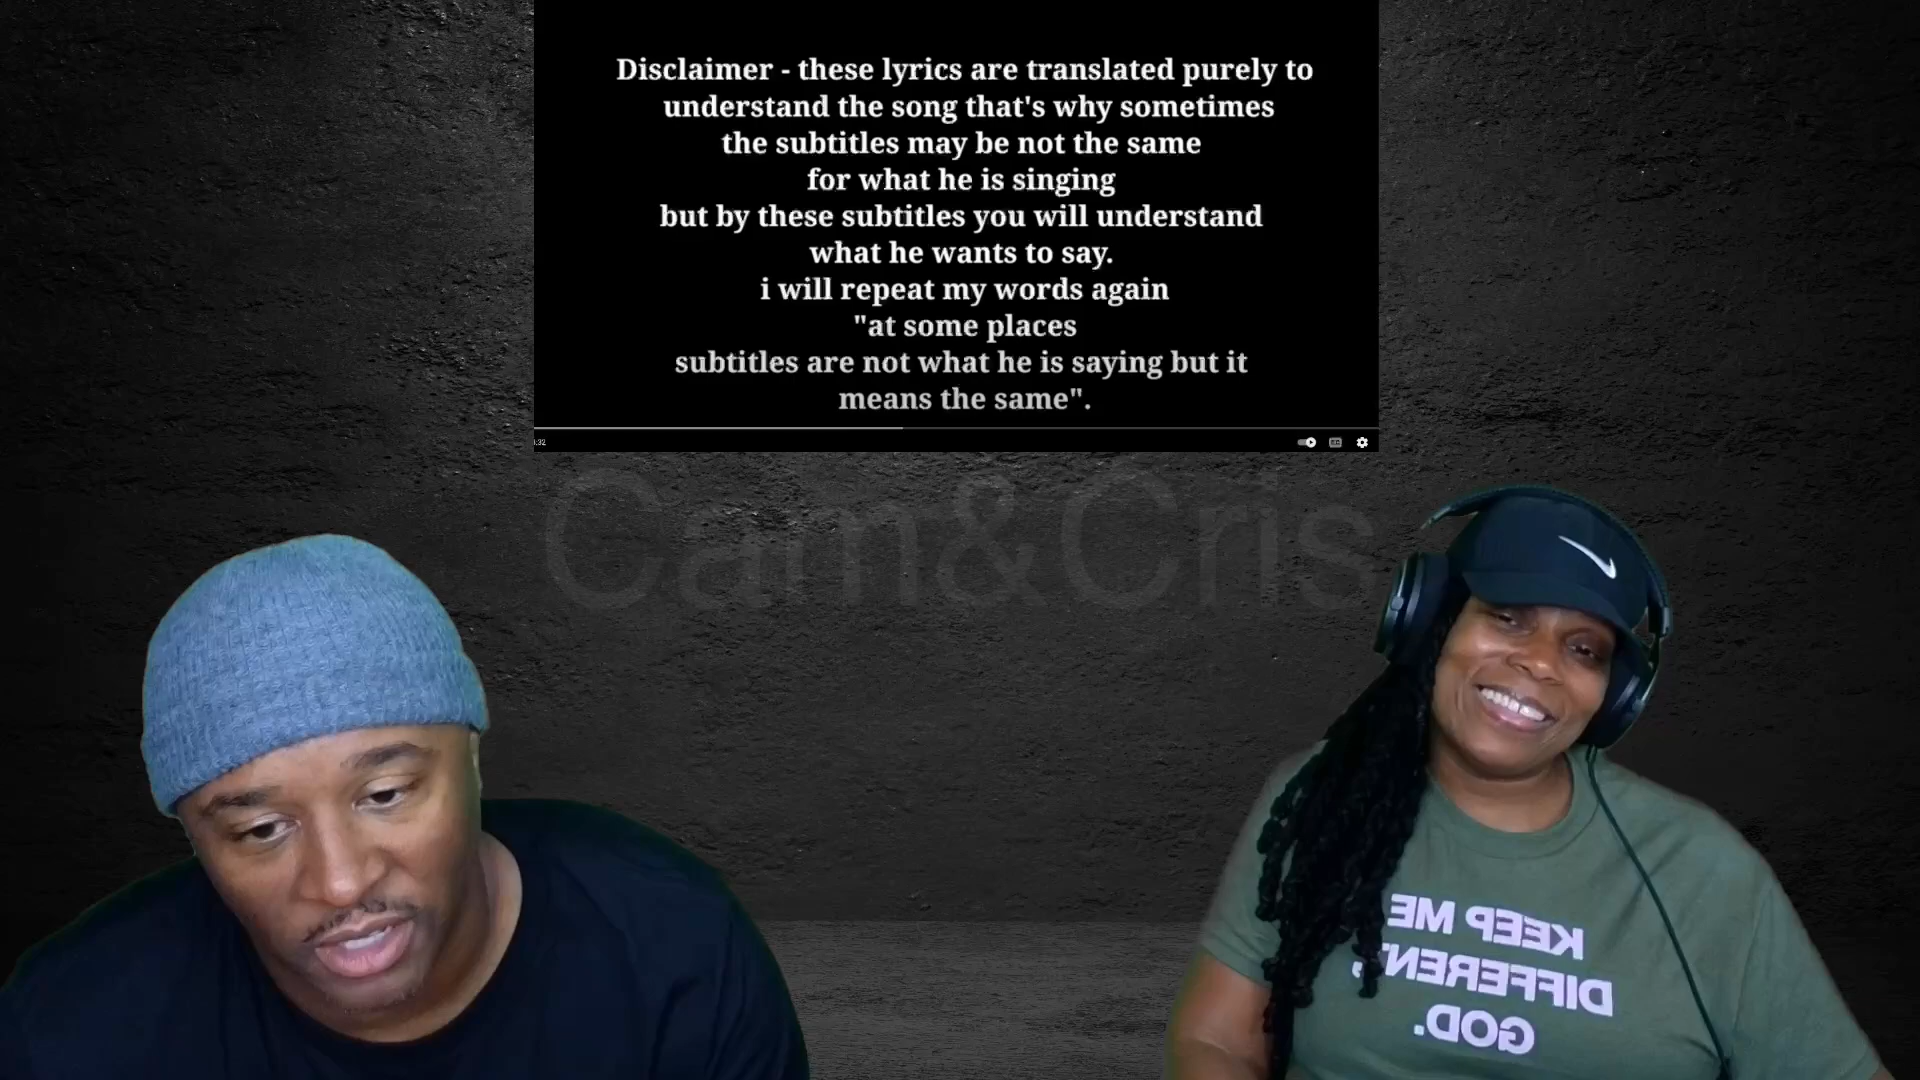 Disclaimer - these lyrics are translated purely to
understand the song that's why sometimes
the subtitles may be not the same
for what he is singing
but by these subtitles you will understand
what he wants to say.
i will repeat my words again
"at some places
subtitles are not what he is saying but it
means the same".
:32
Cam&Cris
KEEP ME
DIFFERENT,
GOD.